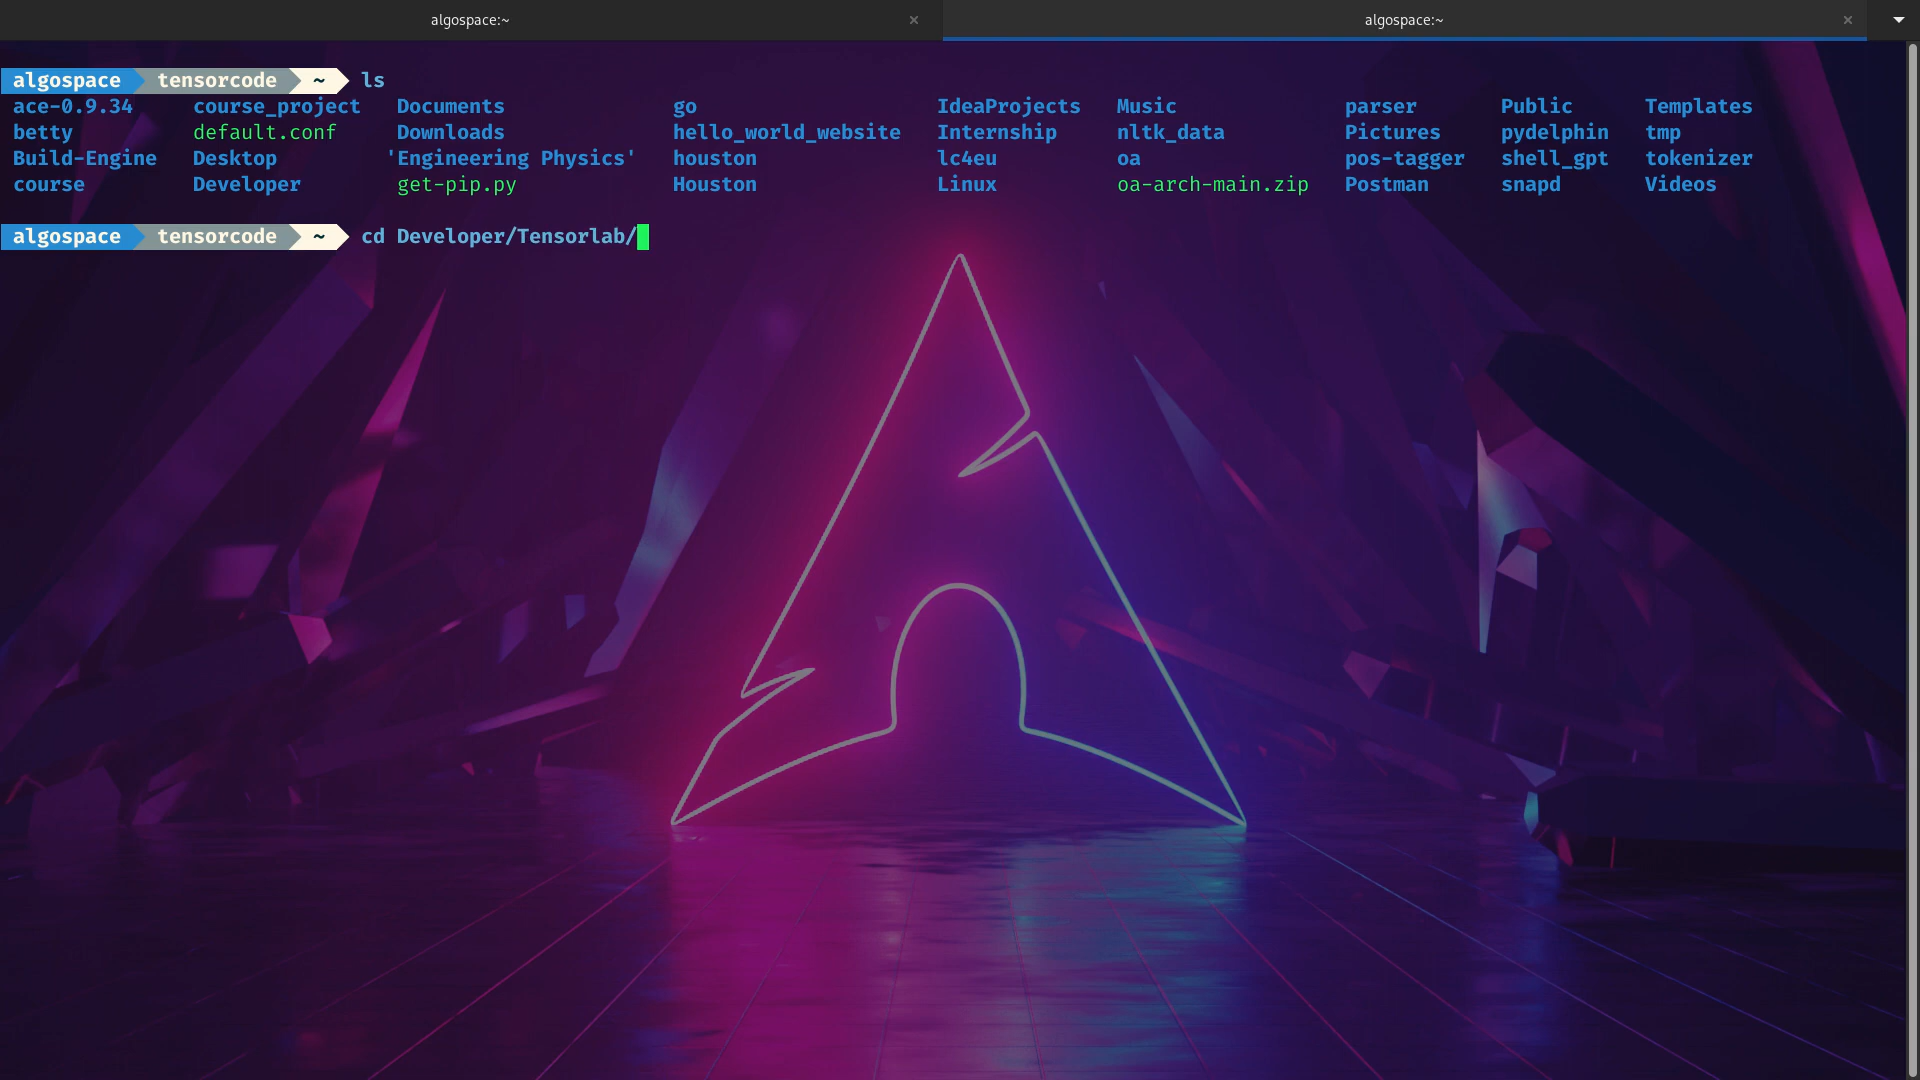 algospace:~ × algospace:~ ×
algospace tensorcode ~ ls
ace-0.9.34 course_project Documents go IdeaProjects Music parser Public Templates
betty default.conf Downloads hello_world_website Internship nltk_data Pictures pydelphin tmp
Build-Engine Desktop 'Engineering Physics' houston lc4eu oa pos-tagger shell_gpt tokenizer
course Developer get-pip.py Houston Linux oa-arch-main.zip Postman snapd Videos
algospace tensorcode ~ cd Developer/Tensorlab/